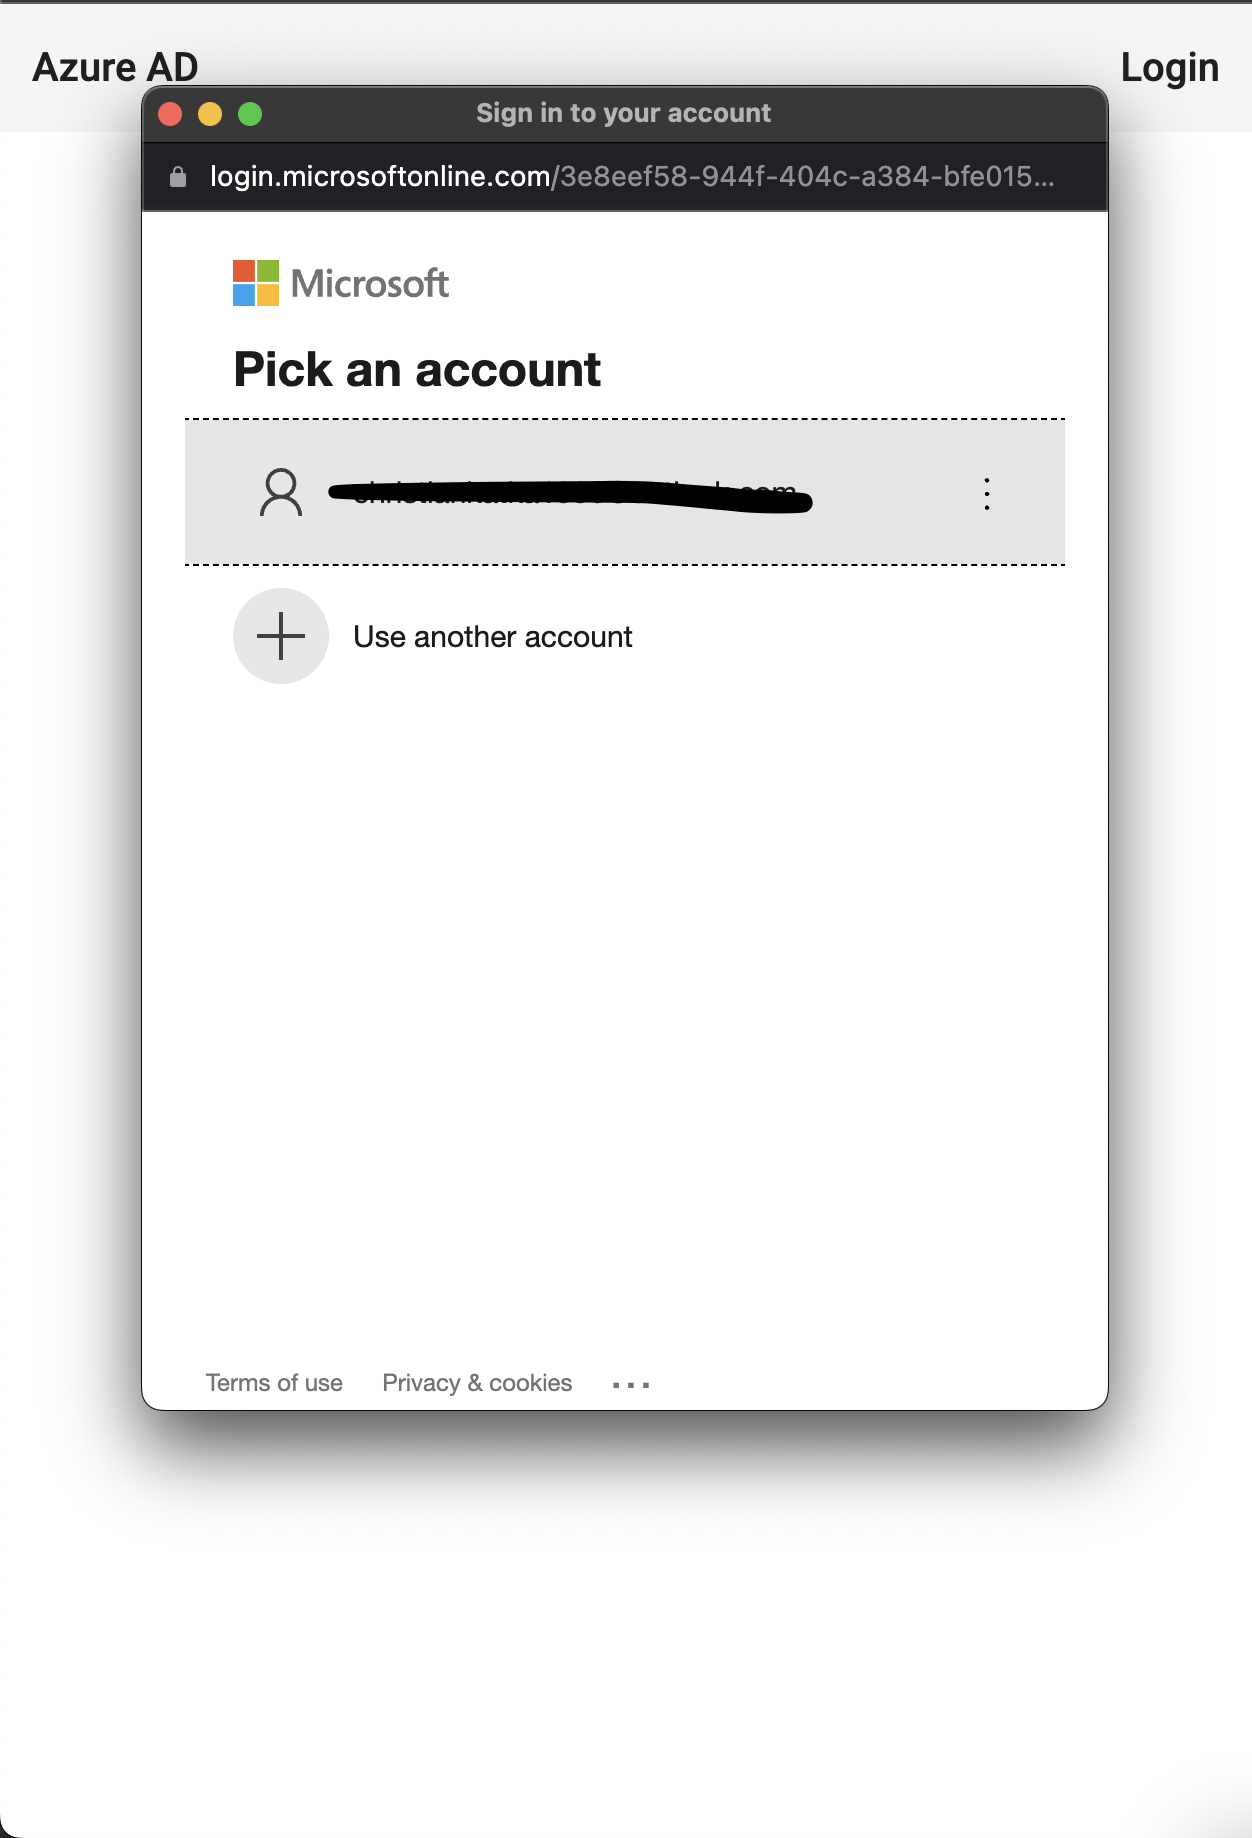 Azure AD
Login
Sign in to your account
login.microsoftonline.com/3e8eef58-944f-404c-a384-bfe015...
Microsoft
Pick an account
Use another account
Terms of use
Privacy & cookies